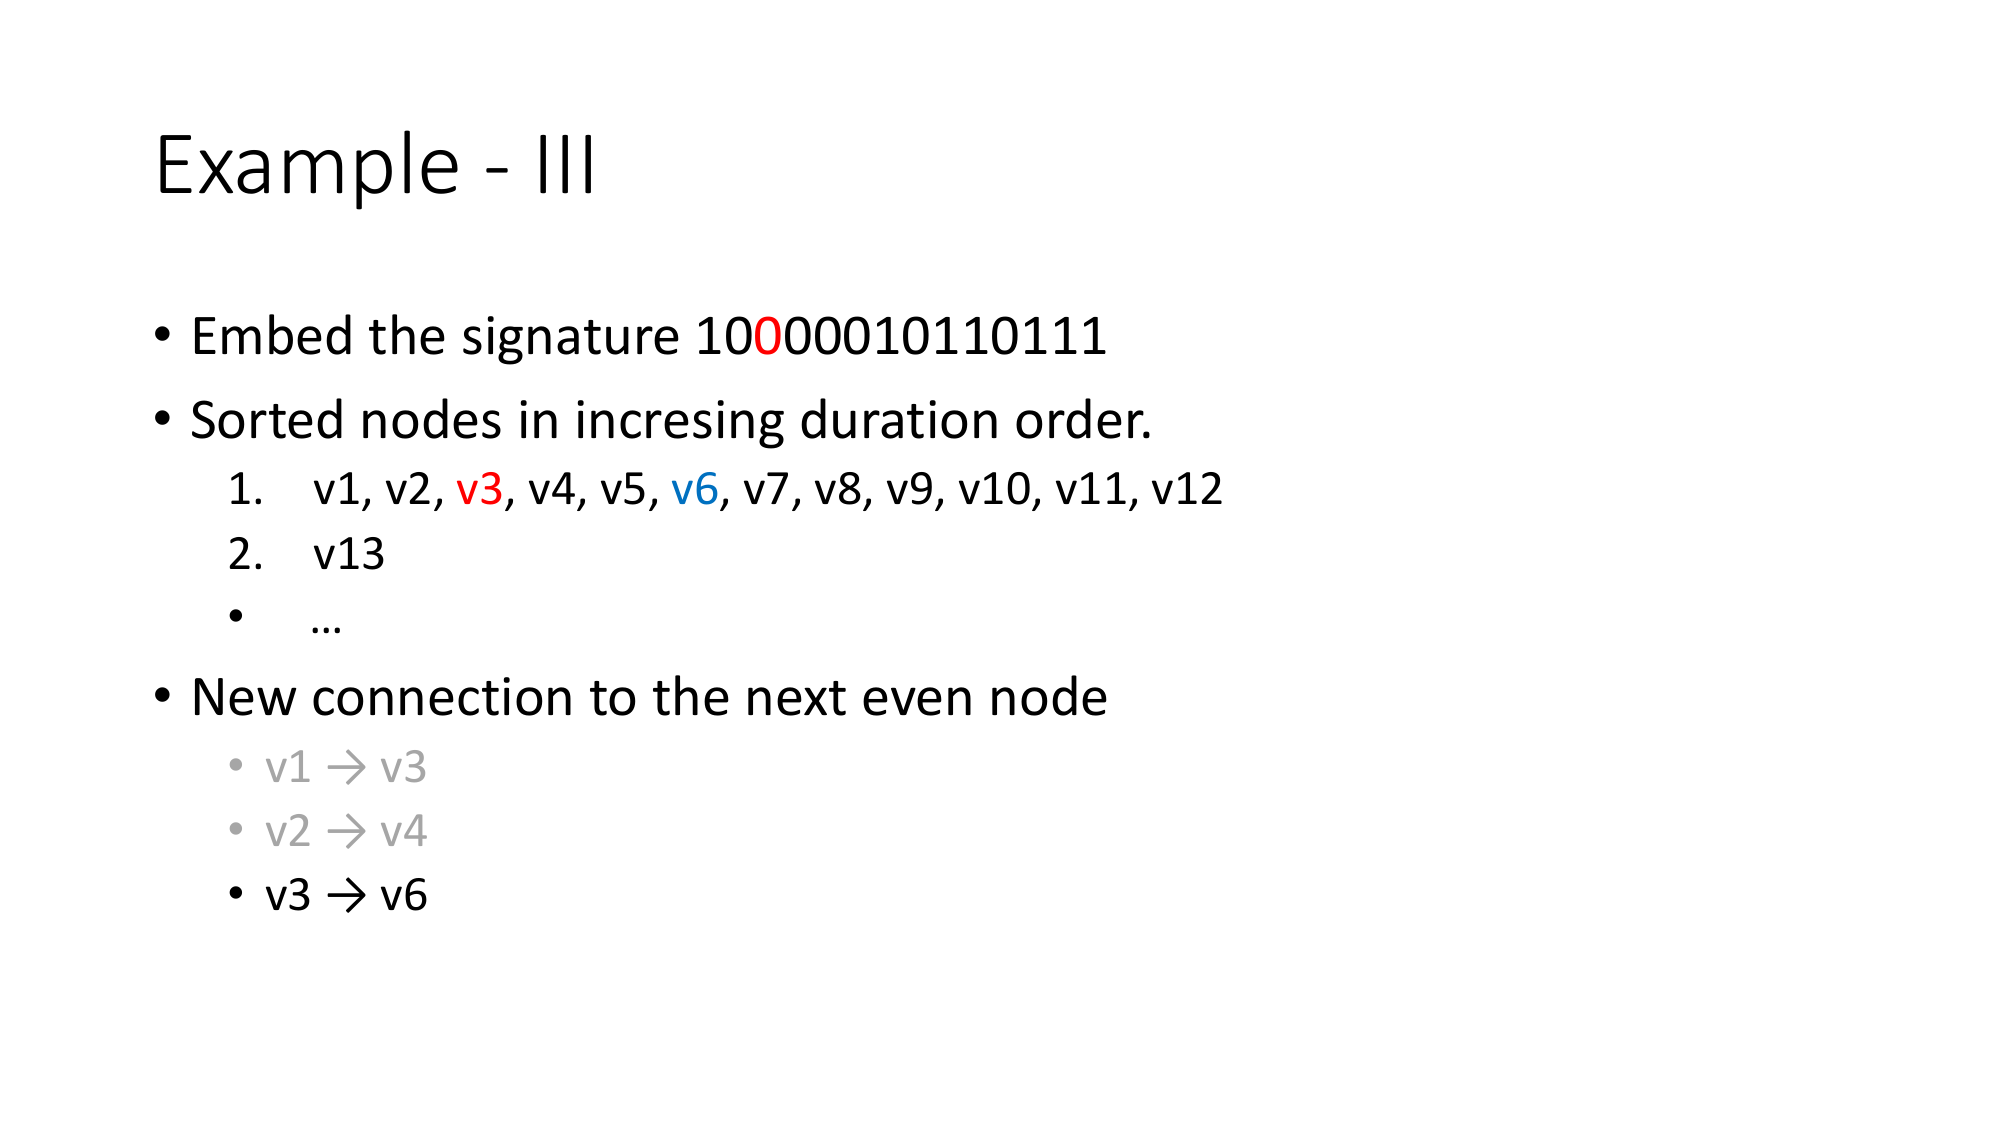 Example - III
• Embed the signature 10000010110111
• Sorted nodes in incresing duration order.
1. v1, v2, v3, v4, v5, v6, v7, v8, v9, v10, v11, v12
2. v13
• ...
• New connection to the next even node
• v1 → v3
• v2 → v4
• v3 → v6